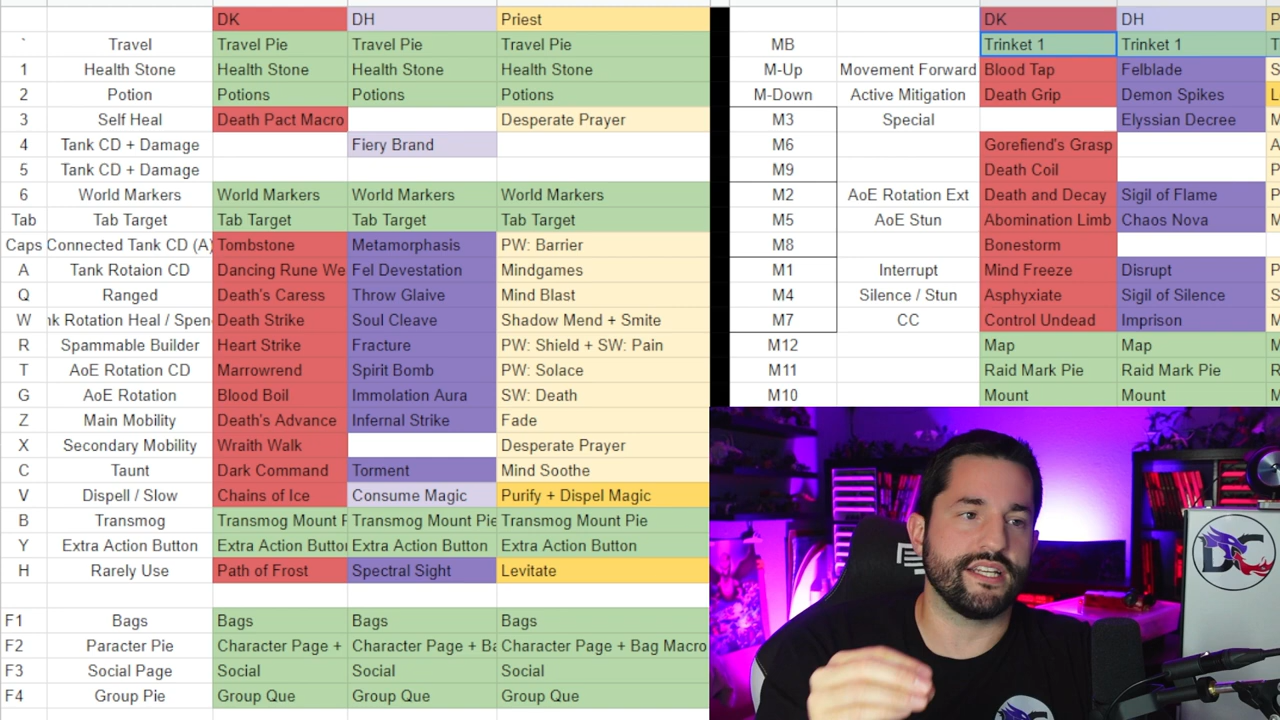 DK DH Priest
` Travel Travel Pie Travel Pie Travel Pie
1 Health Stone Health Stone Health Stone Health Stone
2 Potion Potions Potions Potions
3 Self Heal Death Pact Macro Desperate Prayer
4 Tank CD + Damage Fiery Brand
5 Tank CD + Damage
6 World Markers World Markers World Markers World Markers
Tab Tab Target Tab Target Tab Target Tab Target
Caps Connected Tank CD (A) Tombstone Metamorphasis PW: Barrier
A Tank Rotaion CD Dancing Rune We Fel Devestation Mindgames
Q Ranged Death's Caress Throw Glaive Mind Blast
W nk Rotation Heal / Spen Death Strike Soul Cleave Shadow Mend + Smite
R Spammable Builder Heart Strike Fracture PW: Shield + SW: Pain
T AoE Rotation CD Marrowrend Spirit Bomb PW: Solace
G AoE Rotation Blood Boil Immolation Aura SW: Death
Z Main Mobility Death's Advance Infernal Strike Fade
X Secondary Mobility Wraith Walk Desperate Prayer
C Taunt Dark Command Torment Mind Soothe
V Dispell / Slow Chains of Ice Consume Magic Purify + Dispel Magic
B Transmog Transmog Mount P Transmog Mount Pie Transmog Mount Pie
Y Extra Action Button Extra Action Button Extra Action Button Extra Action Button
H Rarely Use Path of Frost Spectral Sight Levitate
F1 Bags Bags Bags Bags
F2 Paracter Pie Character Page + Character Page + Ba Character Page + Bag Macro
F3 Social Page Social Social Social
F4 Group Pie Group Que Group Que Group Que
DK DH P
MB Trinket 1 Trinket 1 T
M-Up Movement Forward Blood Tap Felblade S
M-Down Active Mitigation Death Grip Demon Spikes L
M3 Special Elyssian Decree M
M6 Gorefiend's Grasp A
M9 Death Coil P
M2 AoE Rotation Ext Death and Decay Sigil of Flame P
M5 AoE Stun Abomination Limb Chaos Nova P
M8 Bonestorm
M1 Interrupt Mind Freeze Disrupt P
M4 Silence / Stun Asphyxiate Sigil of Silence S
M7 CC Control Undead Imprison M
M12 Map Map M
M11 Raid Mark Pie Raid Mark Pie R
M10 Mount Mount M
DC